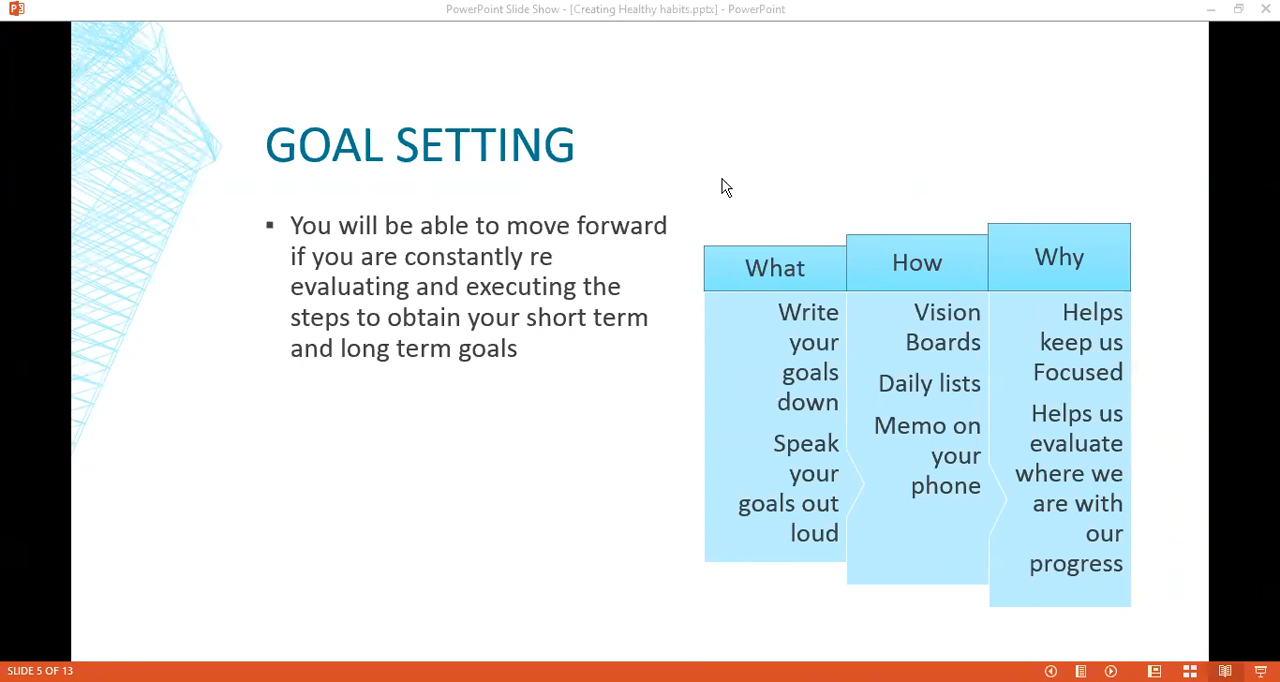 PowerPoint Slide Show - [Creating Healthy habits.pptx] - PowerPoint
GOAL SETTING
▪ You will be able to move forward
if you are constantly re
evaluating and executing the
steps to obtain your short term
and long term goals
What
Write
your
goals
down
Speak
your
goals out
loud
How
Vision
Boards
Daily lists
Memo on
your
phone
Why
Helps
keep us
Focused
Helps us
evaluate
where we
are with
our
progress
SLIDE 5 OF 13